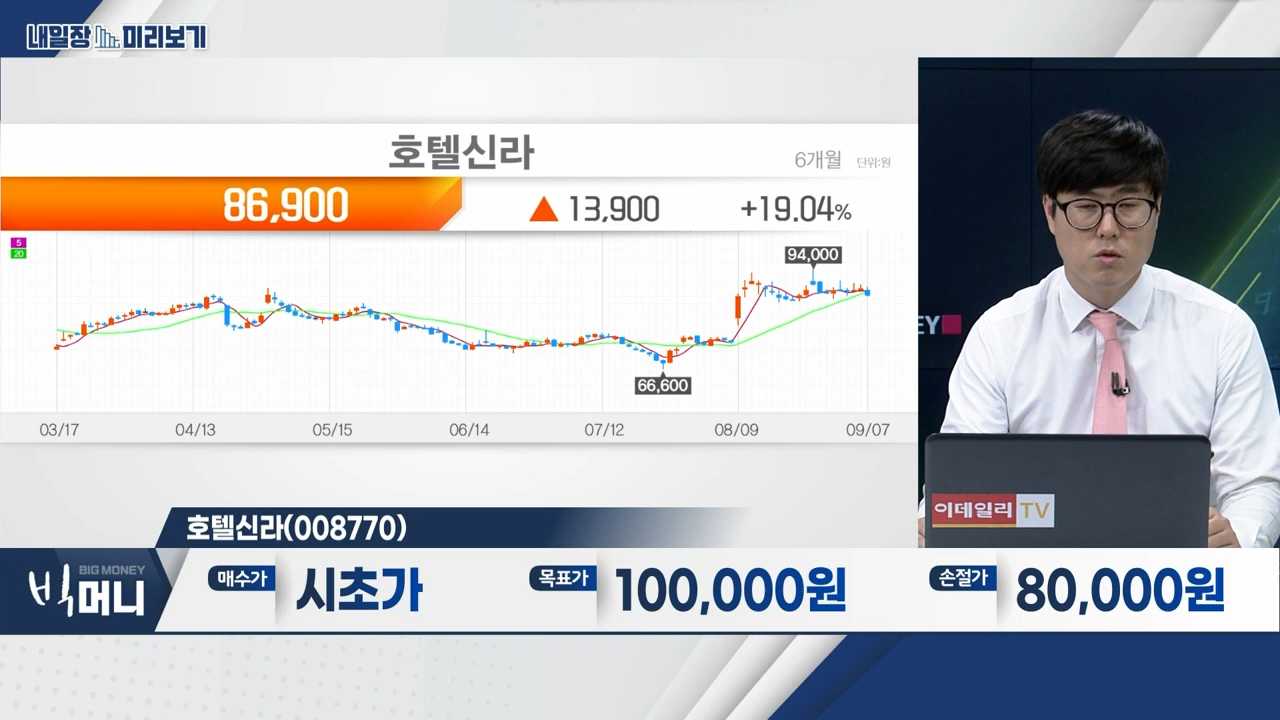 내일장 미리보기
호텔신라
6개월 단위:원
86,900 ▲ 13,900 +19.04%
5
20
94,000
66,600
03/17 04/13 05/15 06/14 07/12 08/09 09/07
EY
이데일리 TV
호텔신라(008770)
BIG MONEY
빅머니
매수가 시초가 목표가 100,000원 손절가 80,000원